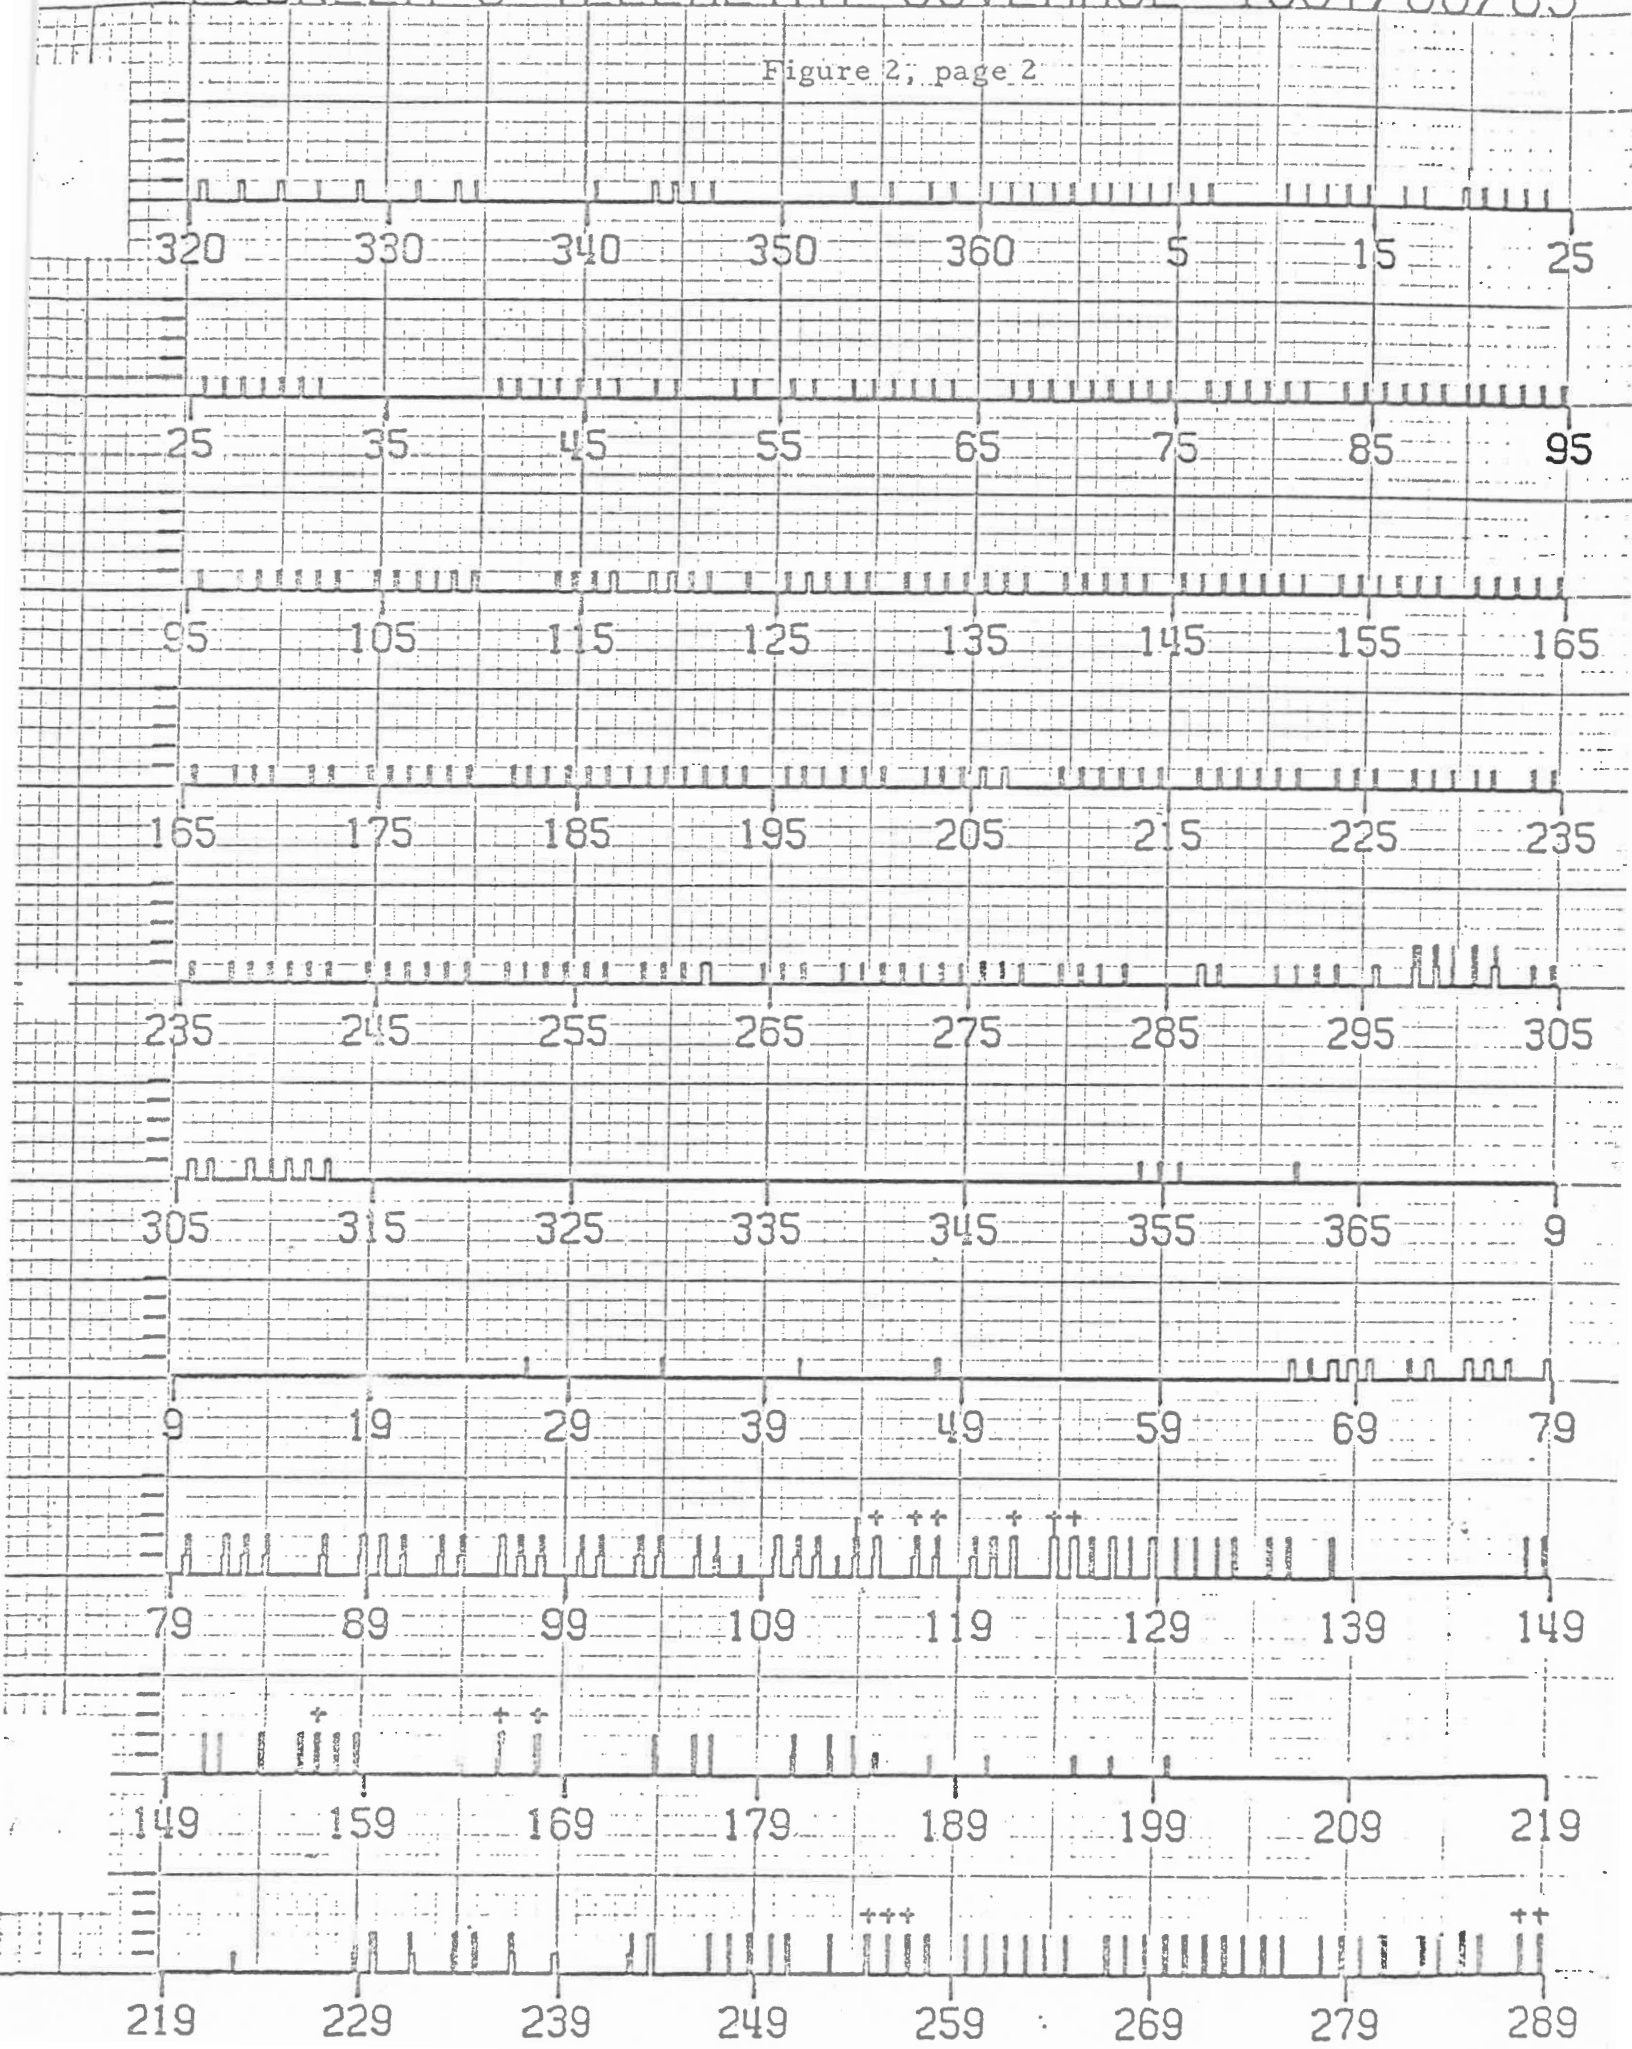 Figure 2, page 2
320 330 340 350 360 5 15 25
25 35 45 55 65 75 85 95
95 105 115 125 135 145 155 165
165 175 185 195 205 215 225 235
235 245 255 265 275 285 295 305
305 315 325 335 345 355 365 9
9 19 29 39 49 59 69 79
+ + + + + +
79 89 99 109 119 129 139 149
+ + +
149 159 169 179 189 199 209 219
+ + + + +
219 229 239 249 259 269 279 289